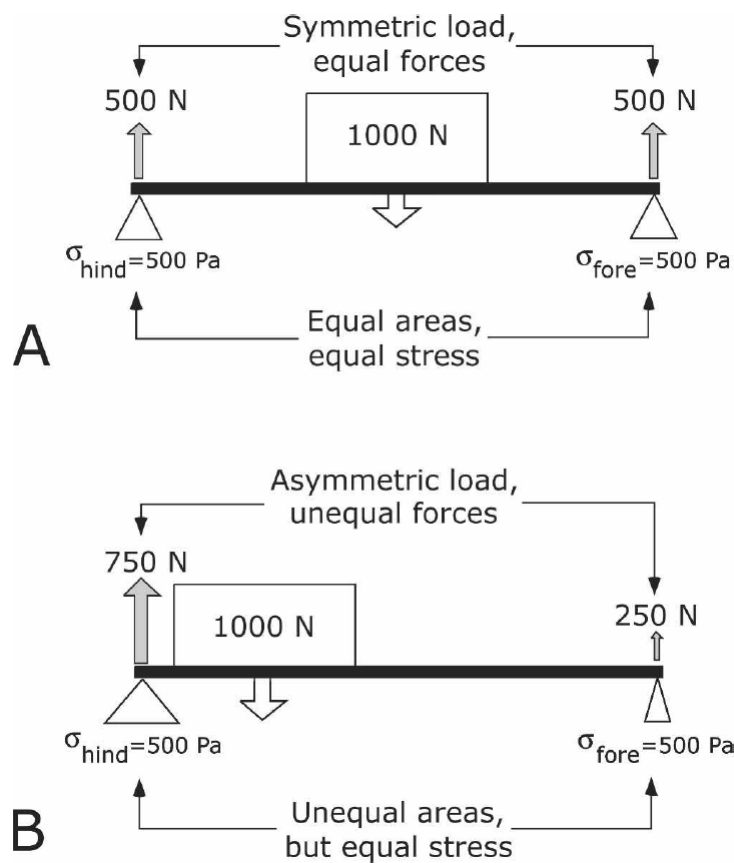 Symmetric load,
equal forces
500 N
500 N
1000 N
σhind=500 Pa
σfore=500 Pa
Equal areas,
equal stress
A
Asymmetric load,
unequal forces
750 N
250 N
1000 N
σhind=500 Pa
σfore=500 Pa
Unequal areas,
but equal stress
B